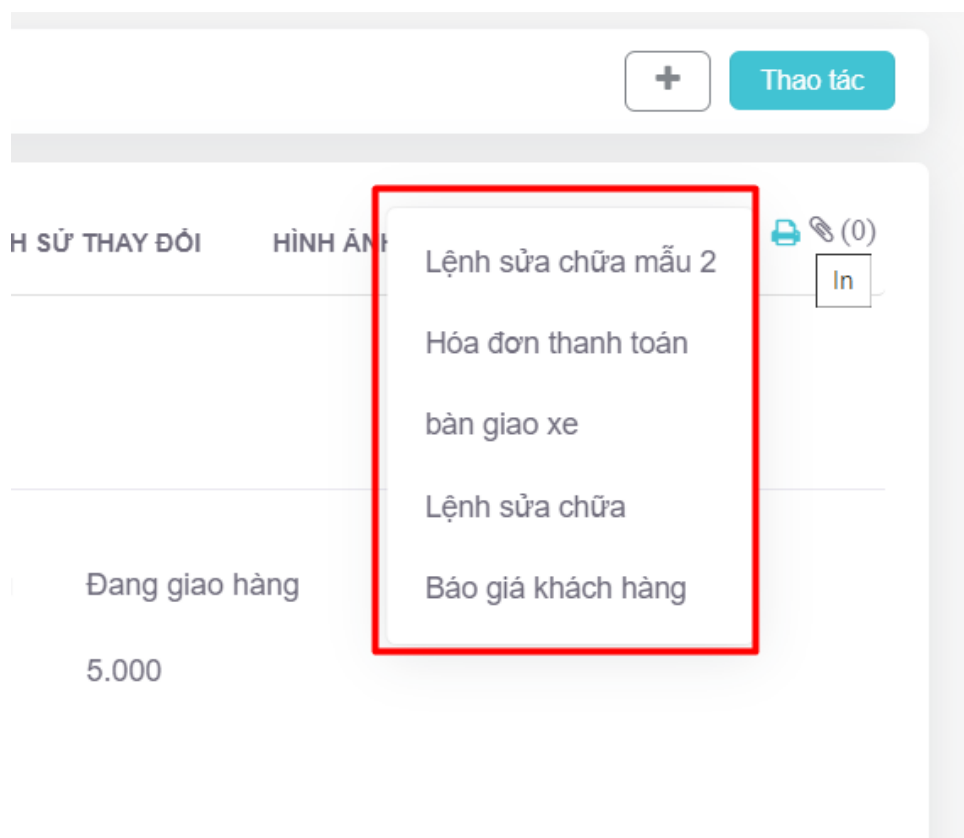 + Thao tác
H SỬ THAY ĐỔI HÌNH ẢNH (0)
In
Lệnh sửa chữa mẫu 2
Hóa đơn thanh toán
bàn giao xe
Lệnh sửa chữa
Báo giá khách hàng
Đang giao hàng
5.000